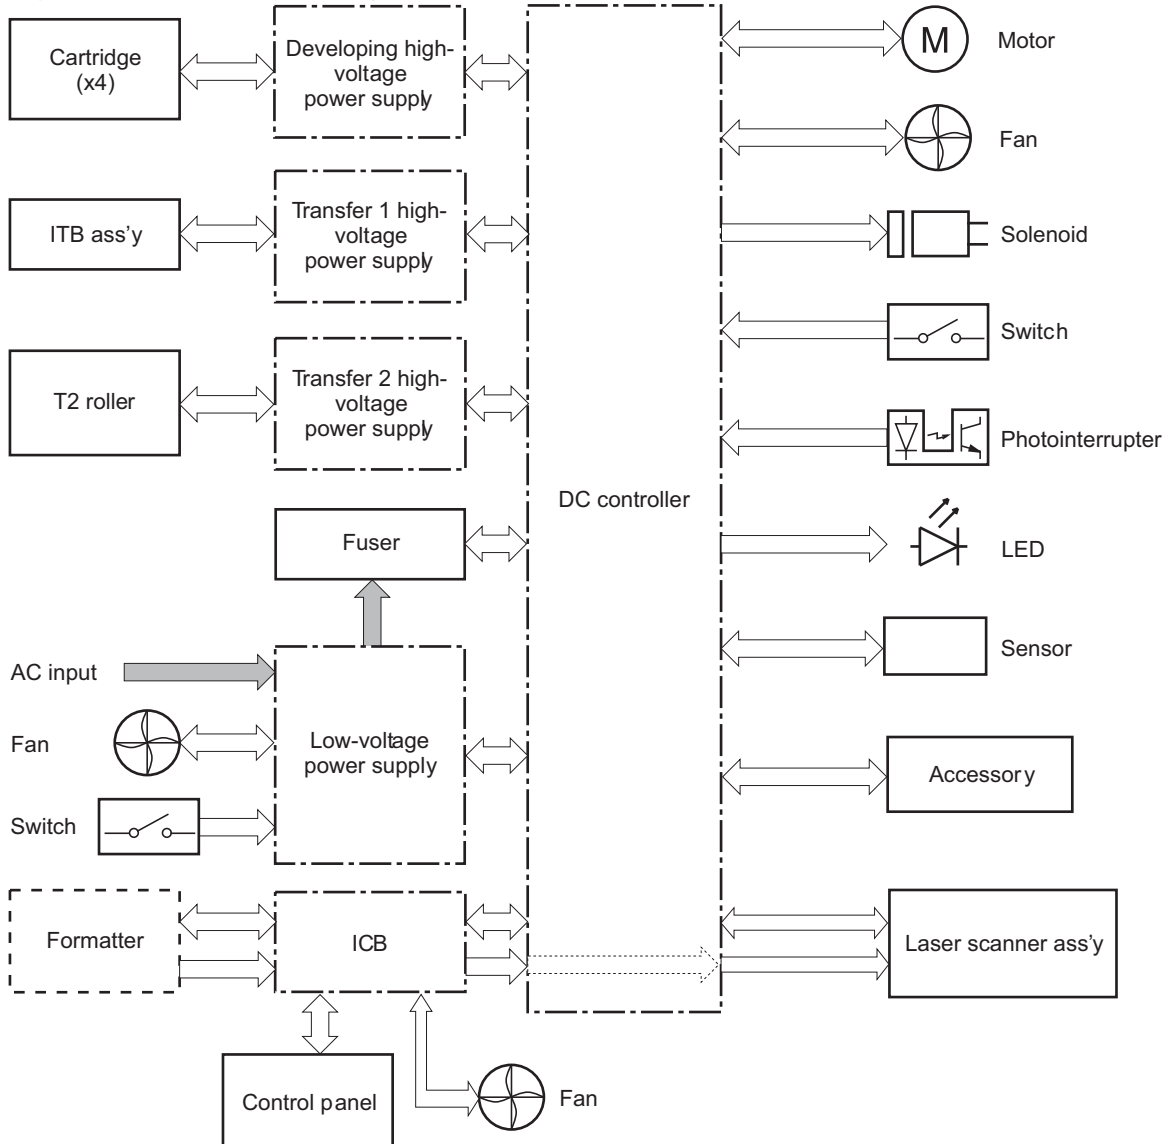 Cartridge
(x4)
Developing high-
voltage
power supply
M
Motor
Fan
ITB ass'y
Transfer 1 high-
voltage
power supply
Solenoid
Switch
T2 roller
Transfer 2 high-
voltage
power supply
Photointerrupter
DC controller
Fuser
LED
AC input
Sensor
Fan
Low-voltage
power supply
Accessory
Switch
Formatter
ICB
Laser scanner ass'y
Control panel
Fan